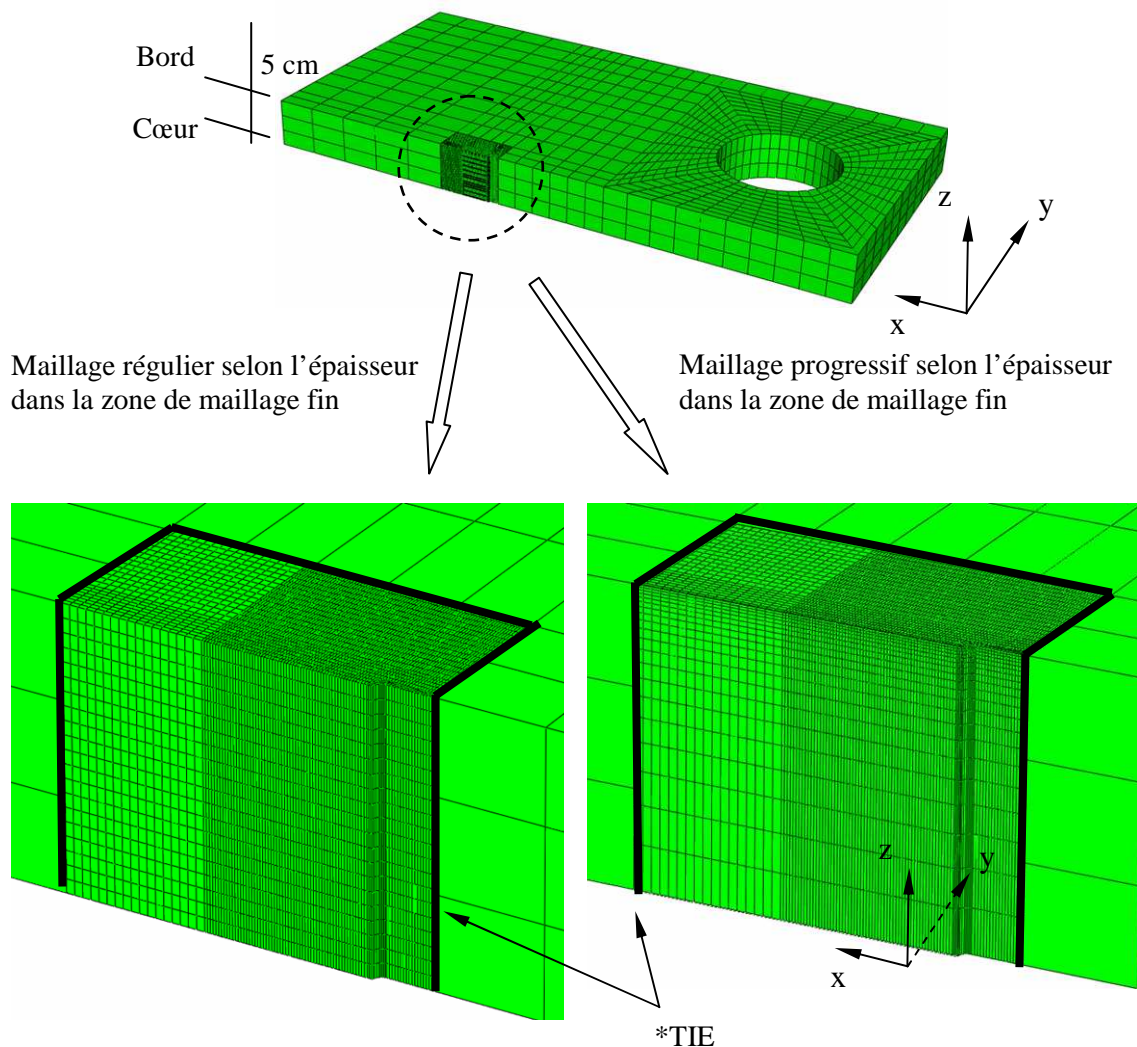 Bord
5 cm
Cœur
z
y
x
Maillage régulier selon l'épaisseur
dans la zone de maillage fin
Maillage progressif selon l'épaisseur
dans la zone de maillage fin
z
y
x
*TIE